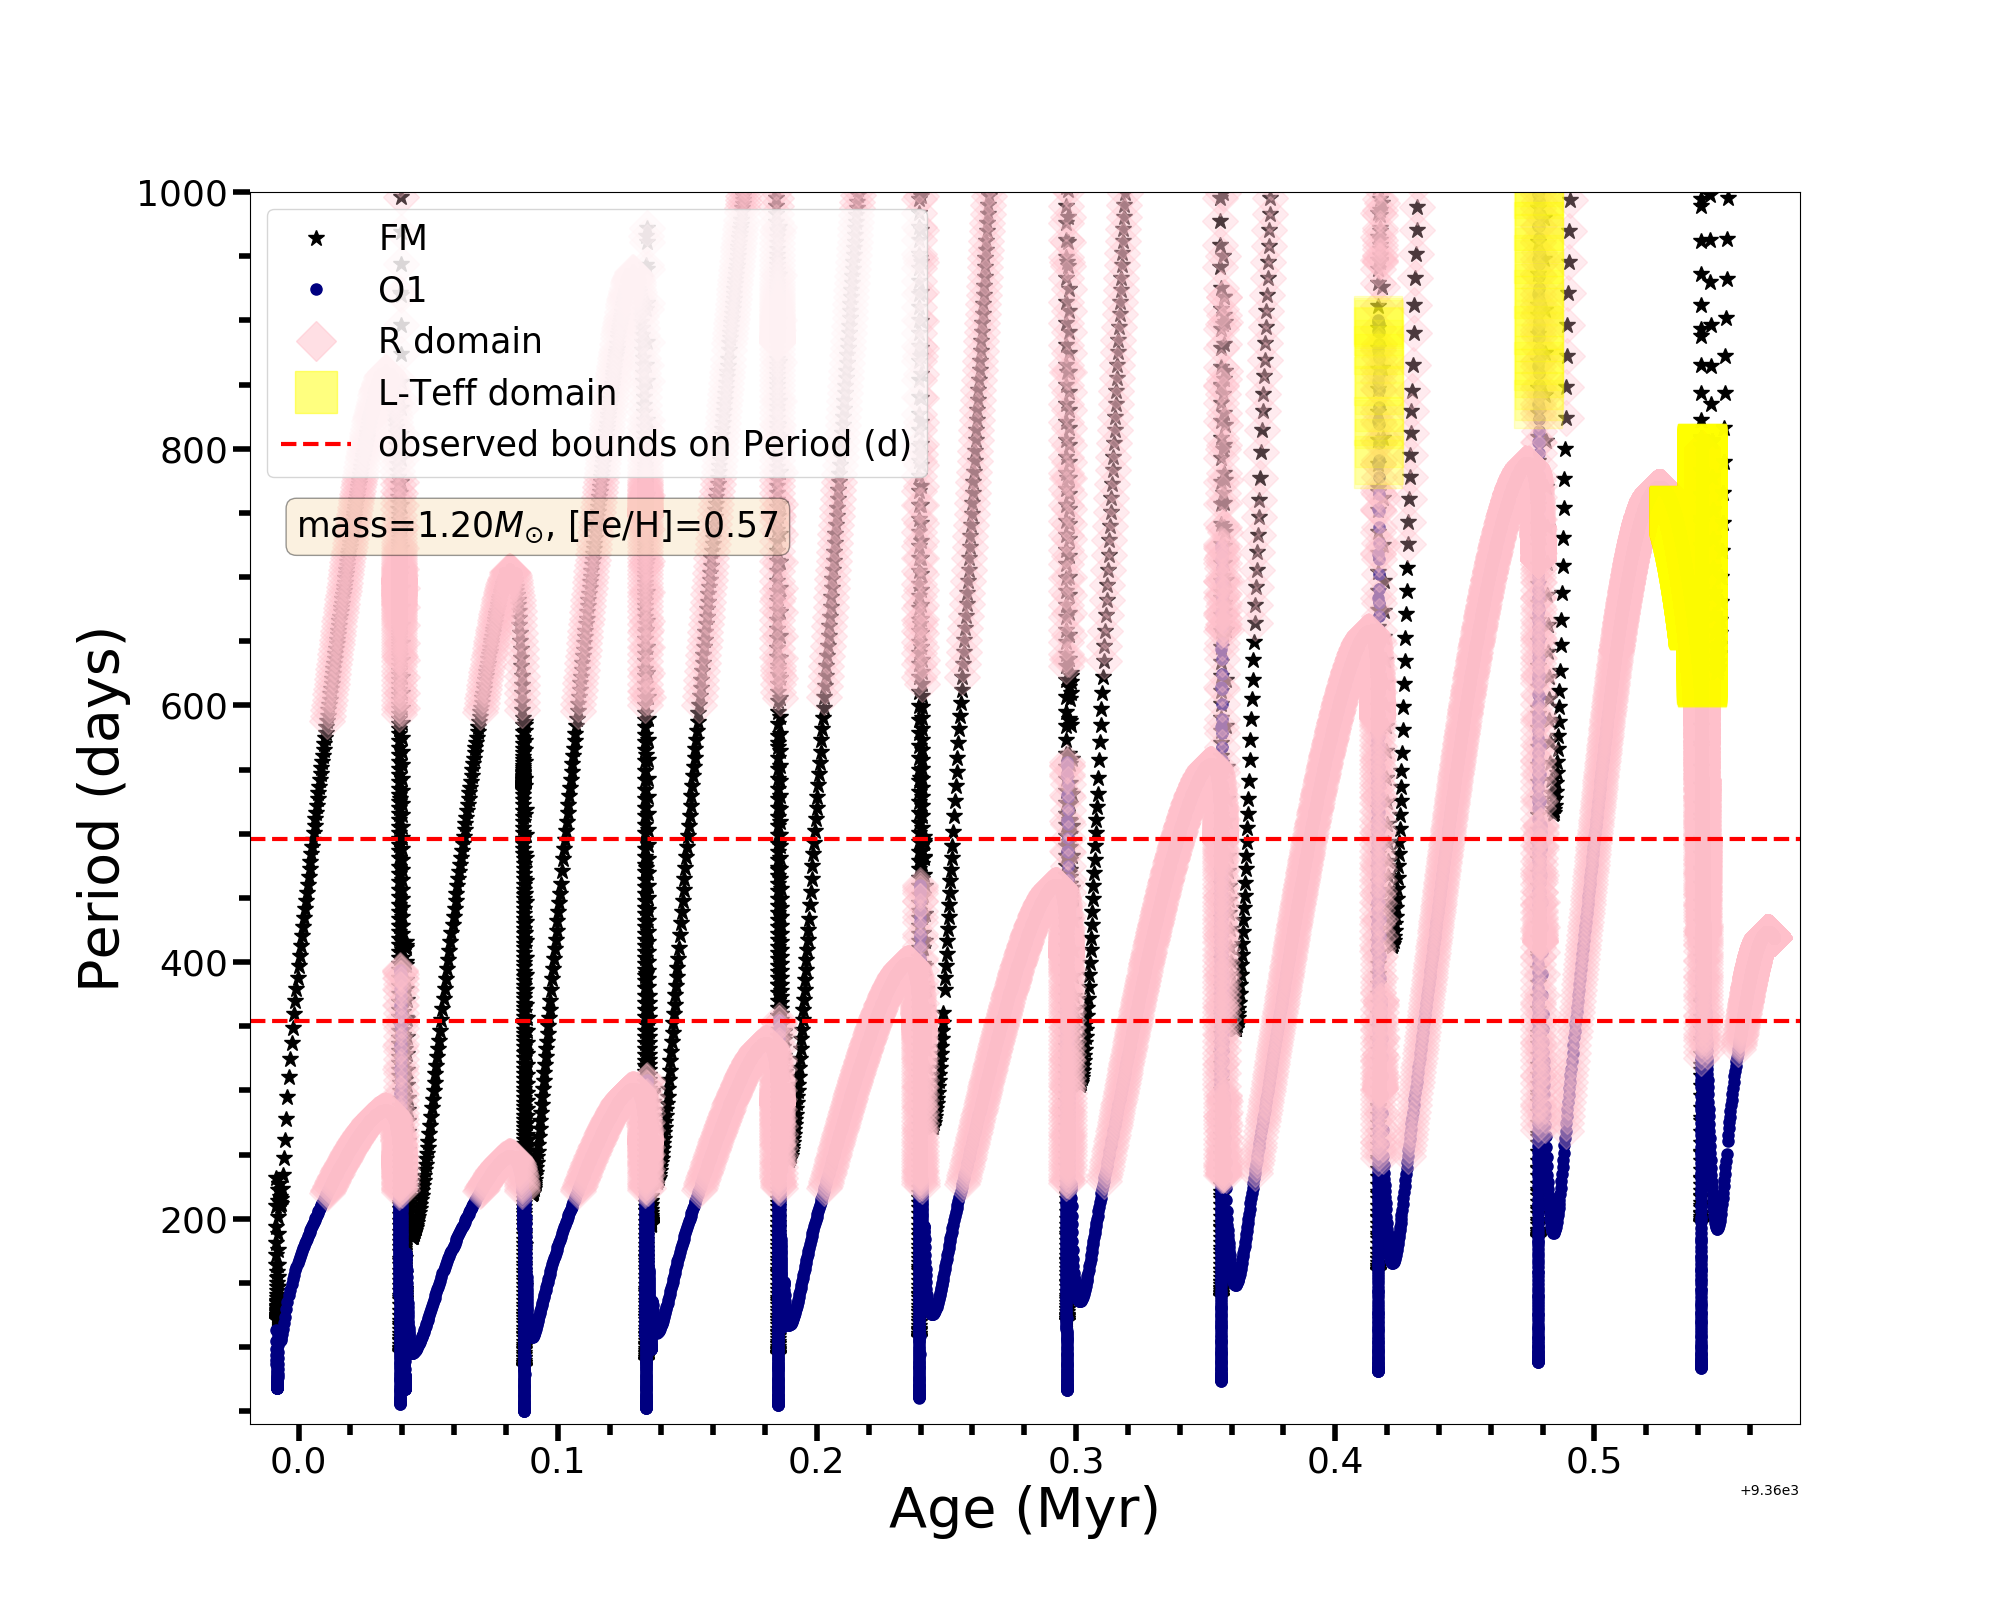 1000
800
600
400
200
Period (days)
FM
O1
R domain
L-Teff domain
observed bounds on Period (d)
mass=1.20M⊙, [Fe/H]=0.57
0.0 0.1 0.2 0.3 0.4 0.5
+9.36e3
Age (Myr)